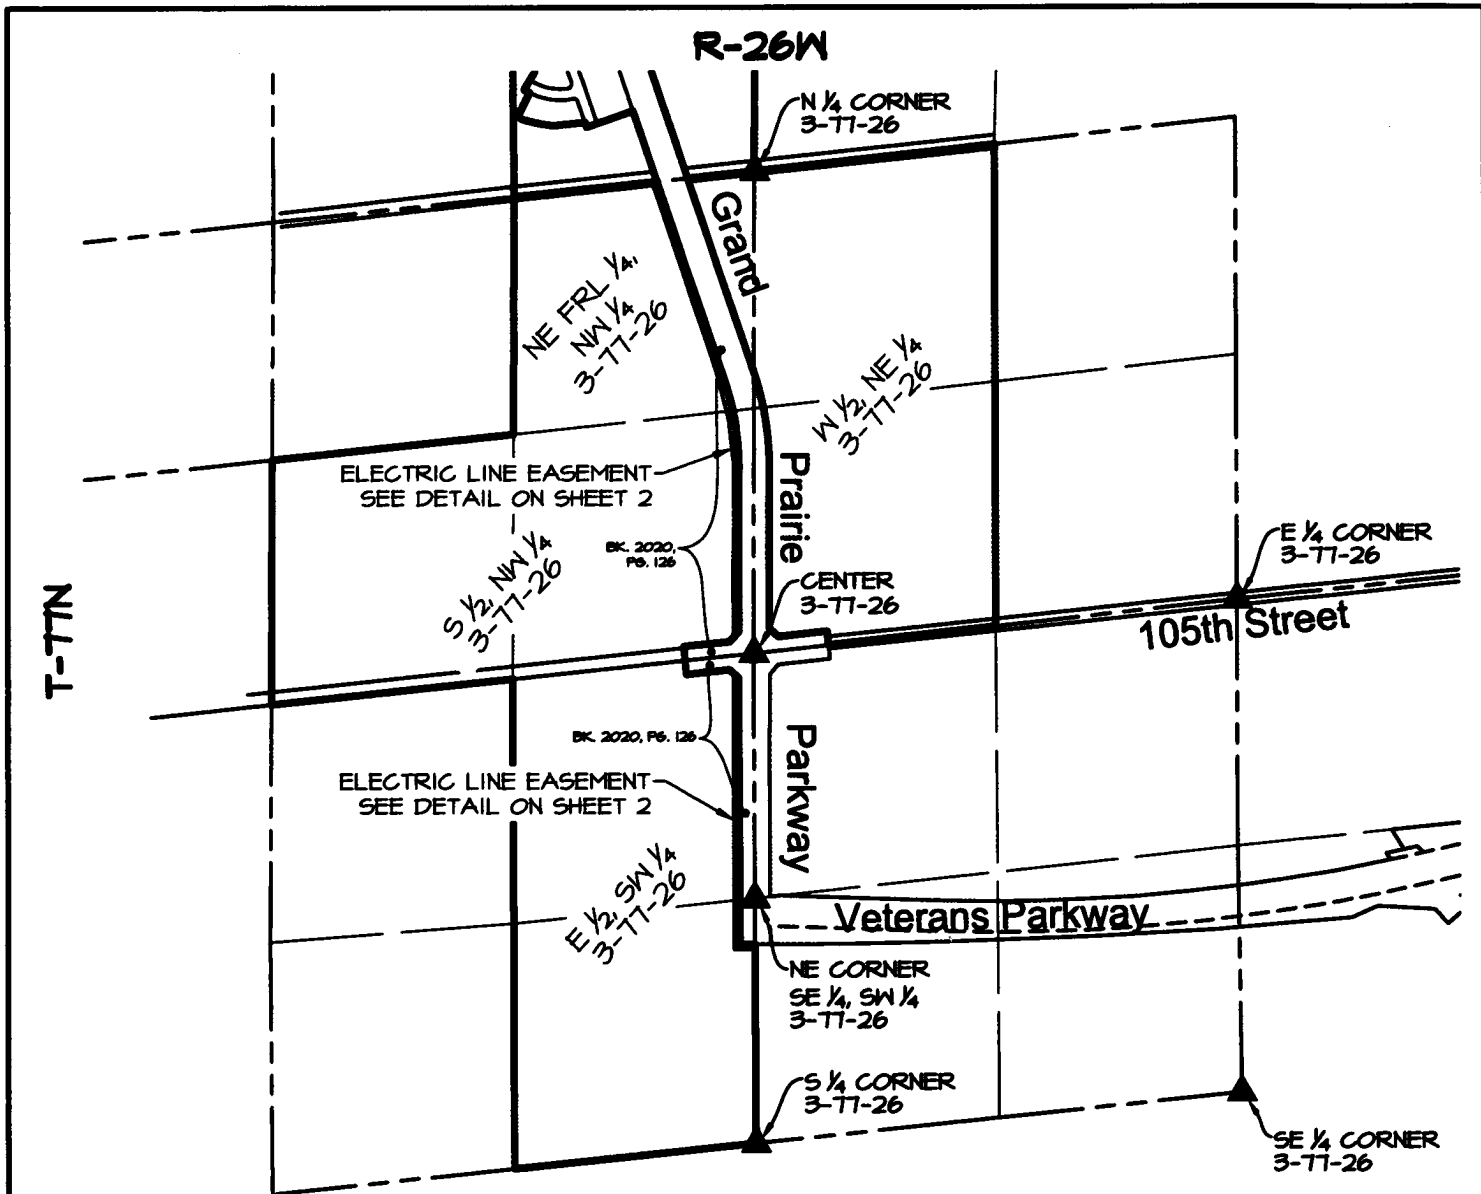 R-26W
N 1/4 CORNER
3-77-26
Grand
NE FRL 1/4,
NW 1/4
3-77-26
W 1/2, NE 1/4
3-77-26
ELECTRIC LINE EASEMENT
SEE DETAIL ON SHEET 2
Prairie
BK. 2020,
PG. 126
E 1/4 CORNER
3-77-26
S 1/2, NW 1/4
3-77-26
CENTER
3-77-26
T-77N
105th Street
BK. 2020, PG. 126
Parkway
ELECTRIC LINE EASEMENT
SEE DETAIL ON SHEET 2
E 1/2, SW 1/4
3-77-26
Veterans Parkway
NE CORNER
SE 1/4, SW 1/4
3-77-26
S 1/4 CORNER
3-77-26
SE 1/4 CORNER
3-77-26